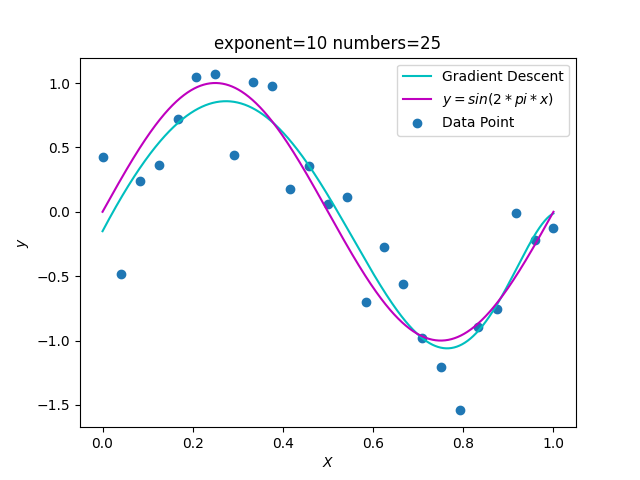 exponent=10 numbers=25
Gradient Descent
y = sin(2 * pi * x)
Data Point
1.0
0.5
0.0
−0.5
−1.0
−1.5
y
0.0 0.2 0.4 0.6 0.8 1.0
X